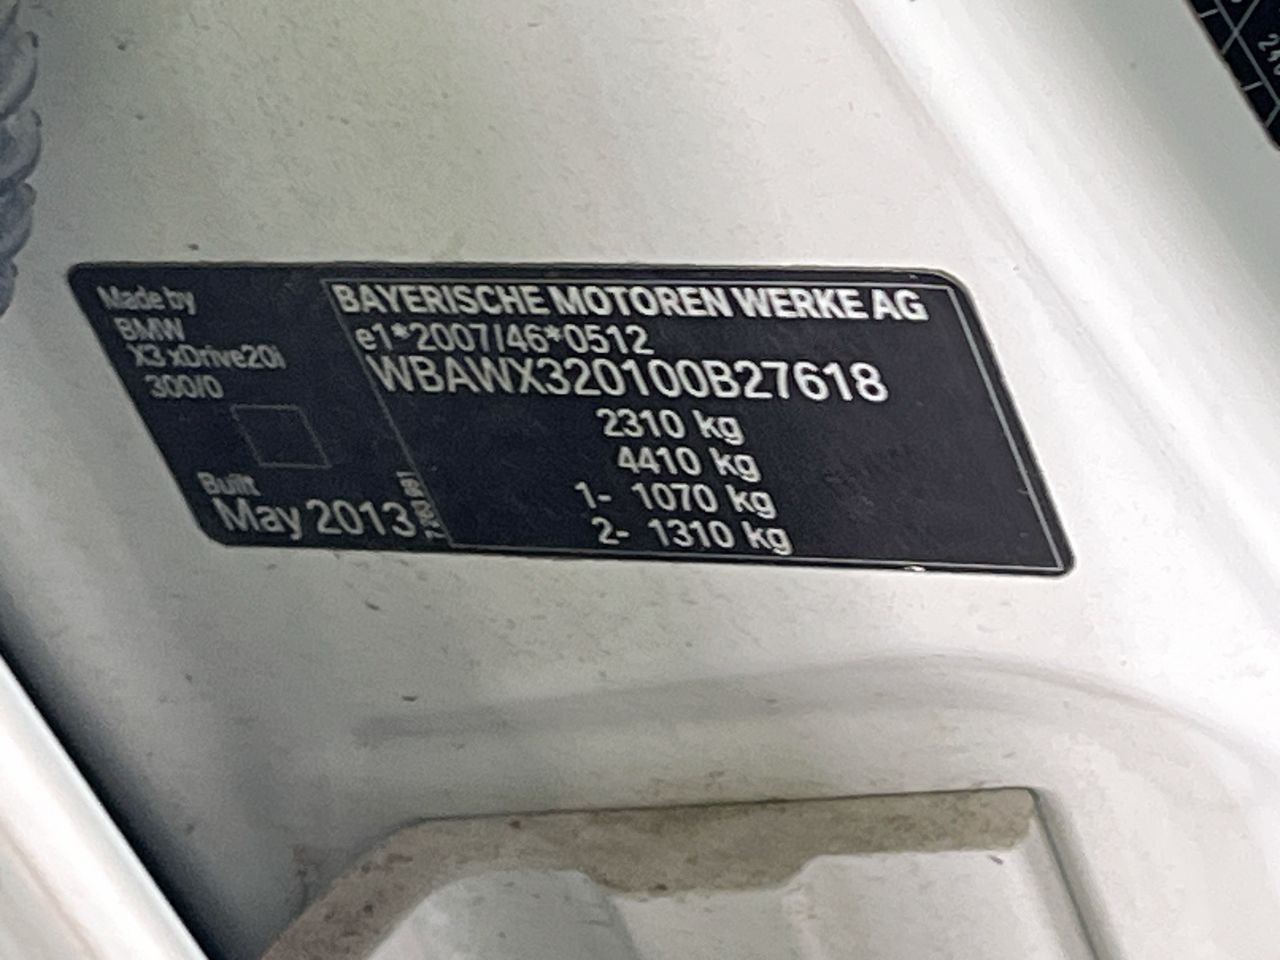 Made by
BMW
X3 xDrive20i
300/0
Built
May 2013
BAYERISCHE MOTOREN WERKE AG
e1*2007/46*0512
WBAWX320100B27618
2310 kg
4410 kg
1- 1070 kg
2- 1310 kg